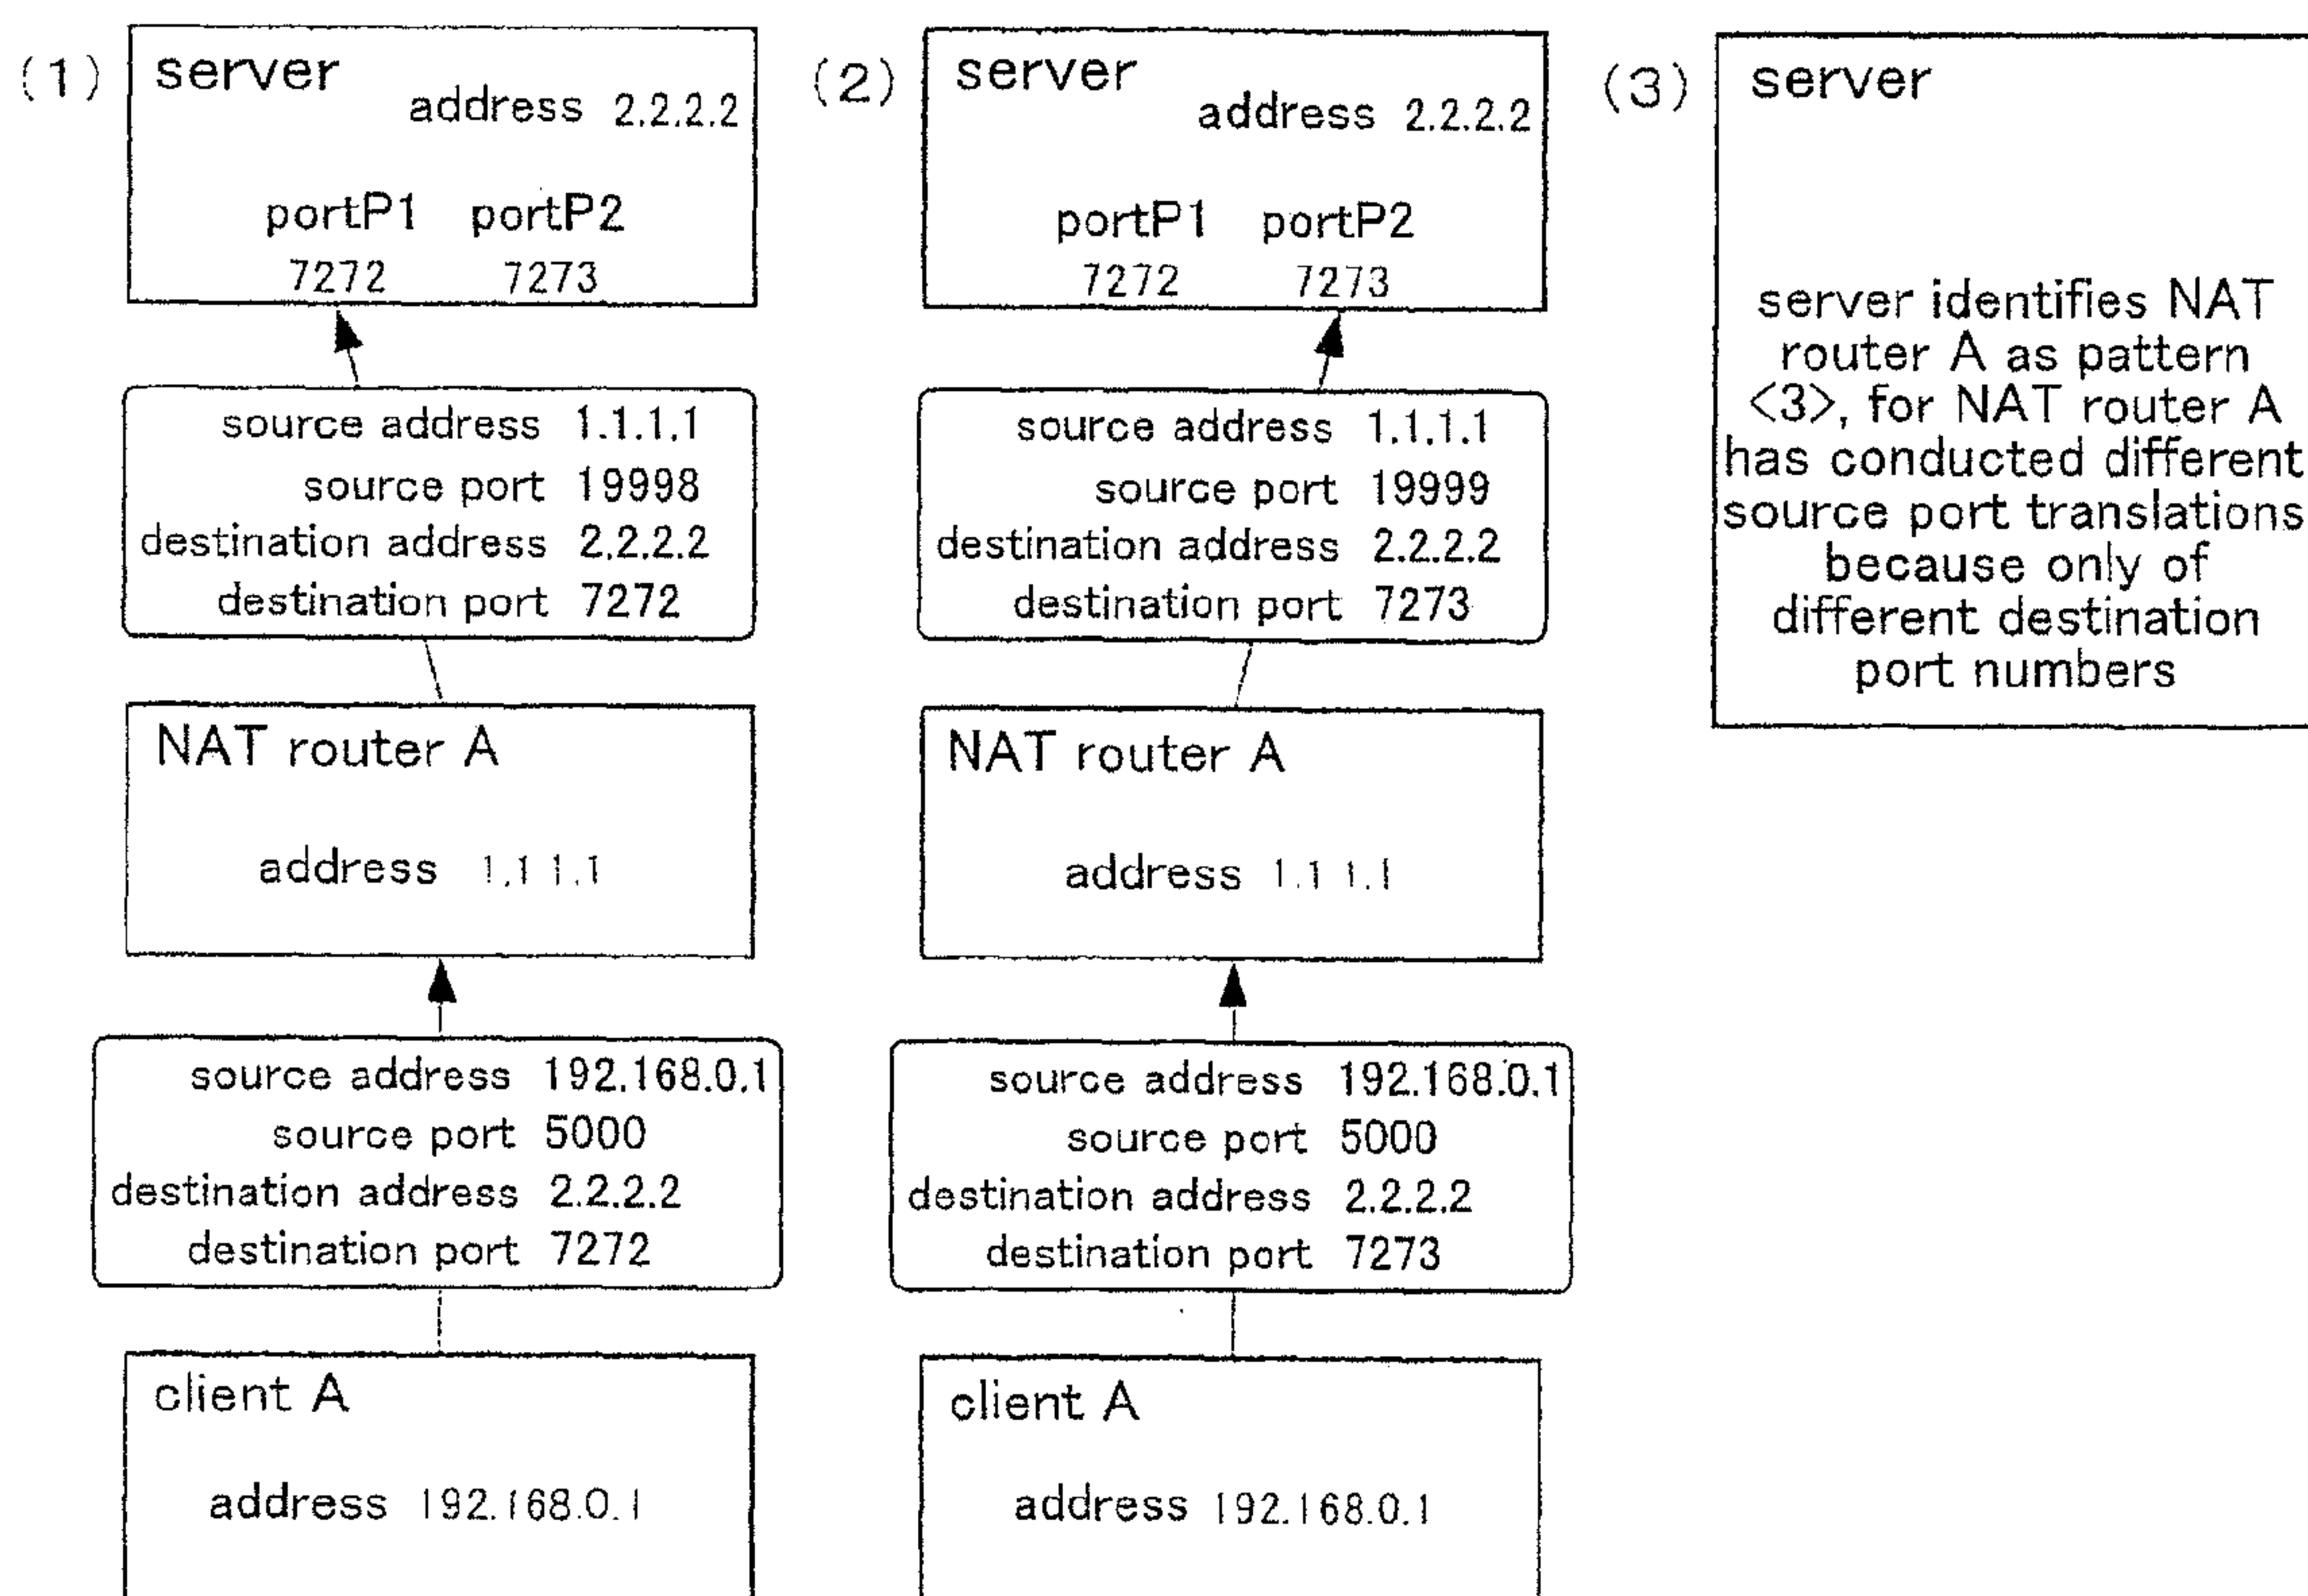 (1)
server
address 2.2.2.2
portP1 portP2
7272 7273
source address 1.1.1.1
source port 19998
destination address 2.2.2.2
destination port 7272
NAT router A
address 1.1 1.1
source address 192.168.0.1
source port 5000
destination address 2.2.2.2
destination port 7272
client A
address 192.168.0.1
(2)
server
address 2.2.2.2
portP1 portP2
7272 7273
source address 1.1.1.1
source port 19999
destination address 2.2.2.2
destination port 7273
NAT router A
address 1.1 1.1
source address 192.168.0.1
source port 5000
destination address 2.2.2.2
destination port 7273
client A
address 192.168.0.1
(3)
server
server identifies NAT
router A as pattern
<3>, for NAT router A
has conducted different
source port translations
because only of
different destination
port numbers